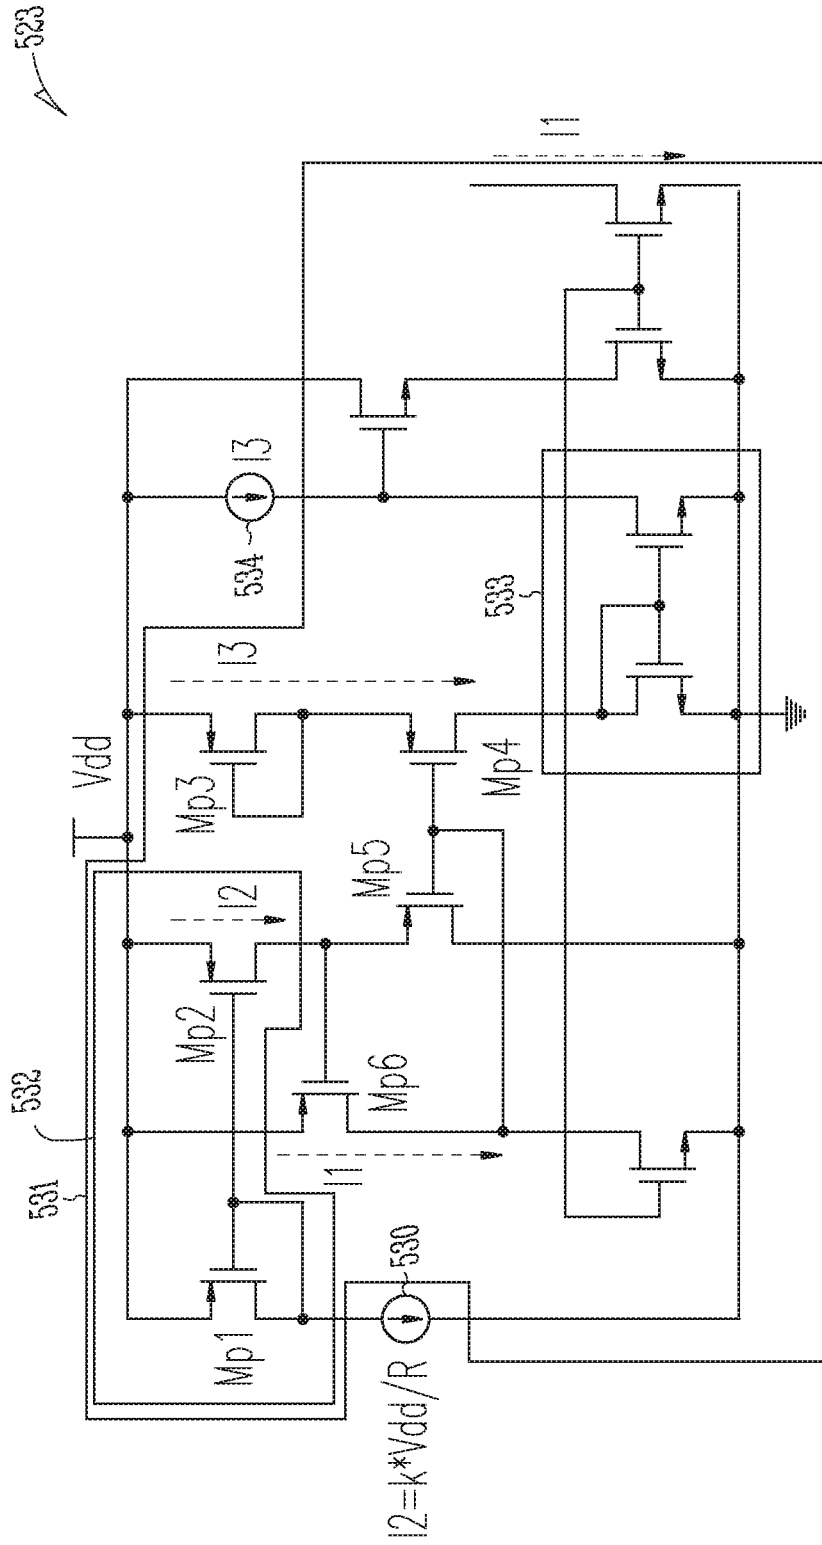 523
532
531
Vdd
Mp1
Mp2
Mp3
I2
I3
I3
534
Mp6
Mp5
Mp4
I1
I1
533
530
I2=k*Vdd/R